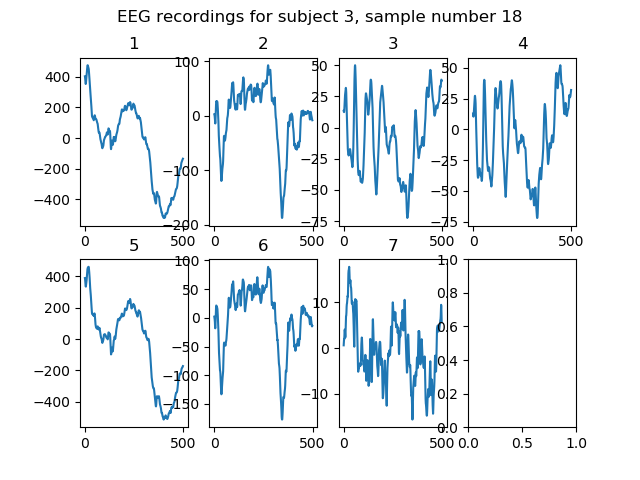 EEG recordings for subject 3, sample number 18
1 2 3 4
400 200 0 −200 −400
100 0 −100 −200
50 25 0 −25 −50 −75
50 25 0 −25 −50 −75
0 500 0 500 0 500 0 500
5 6 7
400 200 0 −200 −400
100 50 0 −50 −100 −150
10 0 −10
1.0 0.8 0.6 0.4 0.2 0.0
0 500 0 500 0 500 0.0 0.5 1.0